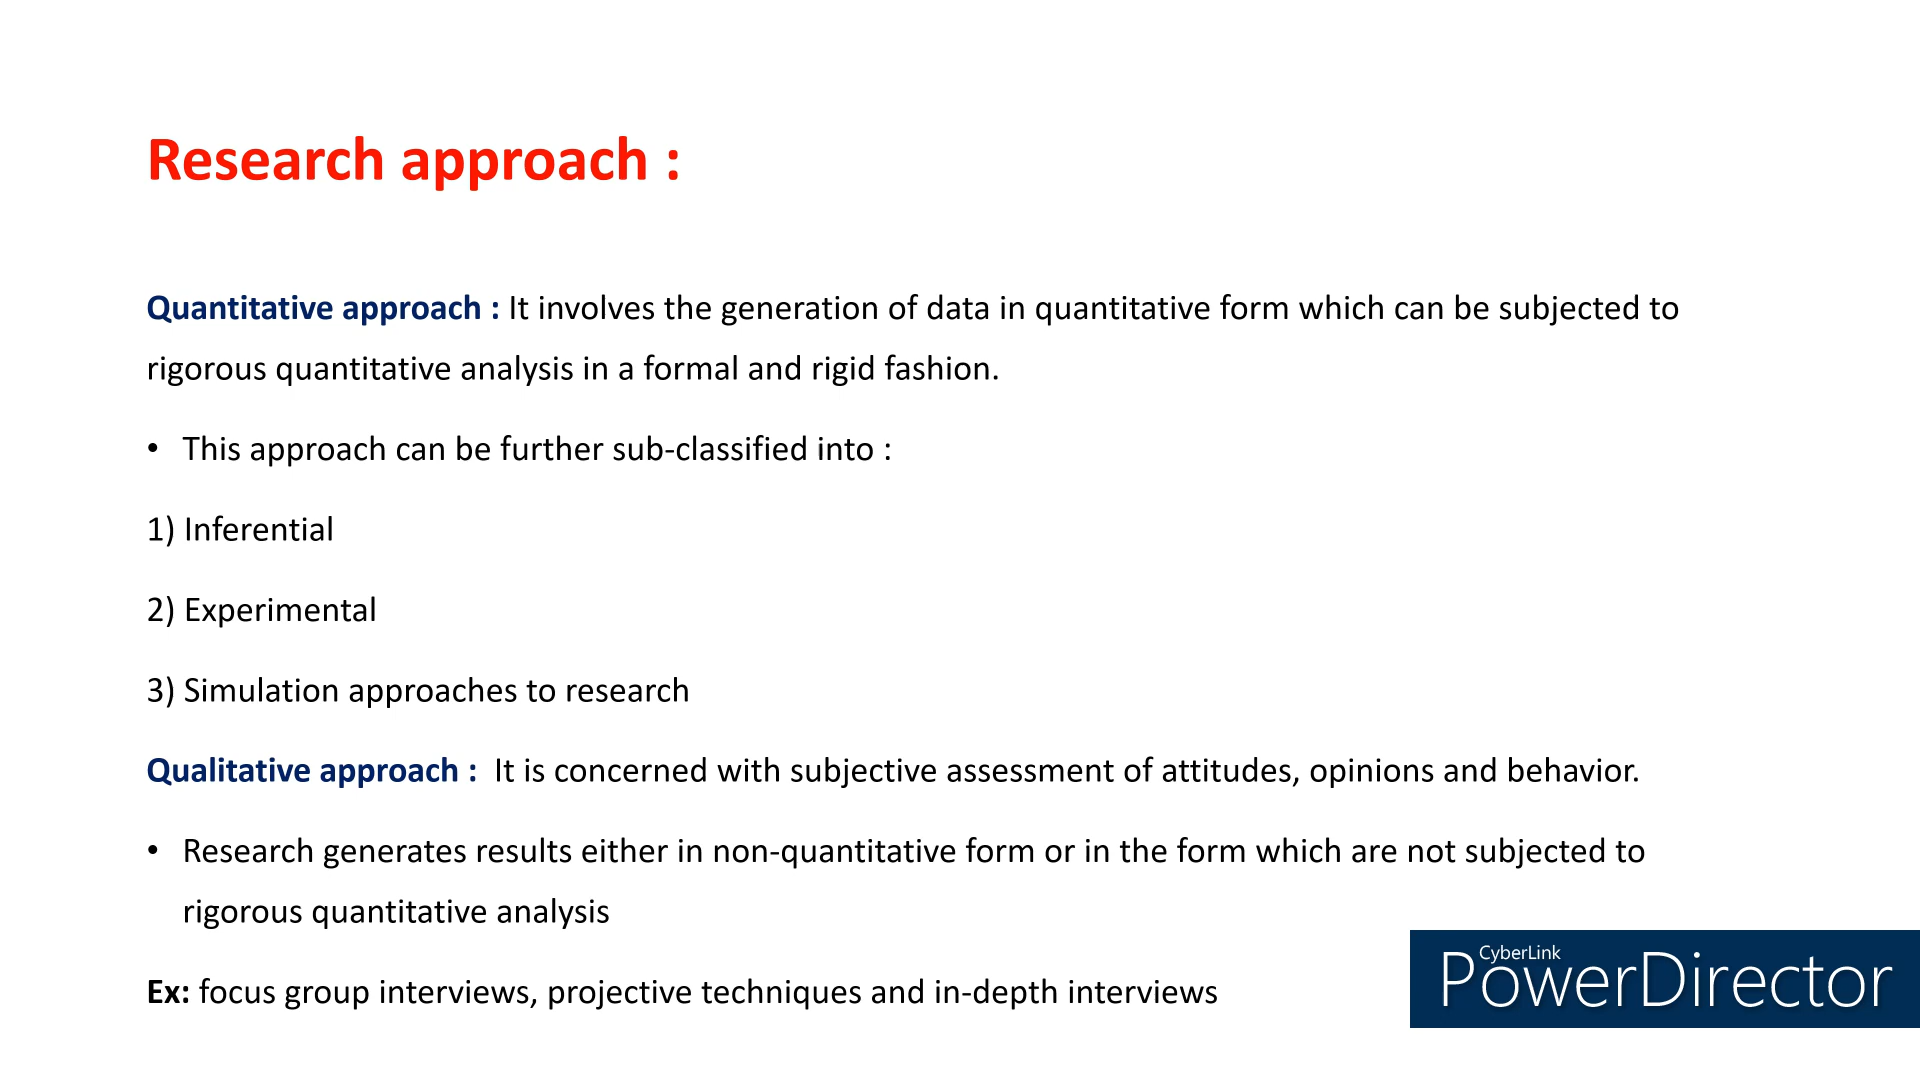 Research approach :
Quantitative approach : It involves the generation of data in quantitative form which can be subjected to
rigorous quantitative analysis in a formal and rigid fashion.
• This approach can be further sub-classified into :
1) Inferential
2) Experimental
3) Simulation approaches to research
Qualitative approach :  It is concerned with subjective assessment of attitudes, opinions and behavior.
• Research generates results either in non-quantitative form or in the form which are not subjected to
rigorous quantitative analysis
Ex: focus group interviews, projective techniques and in-depth interviews
CyberLink
PowerDirector